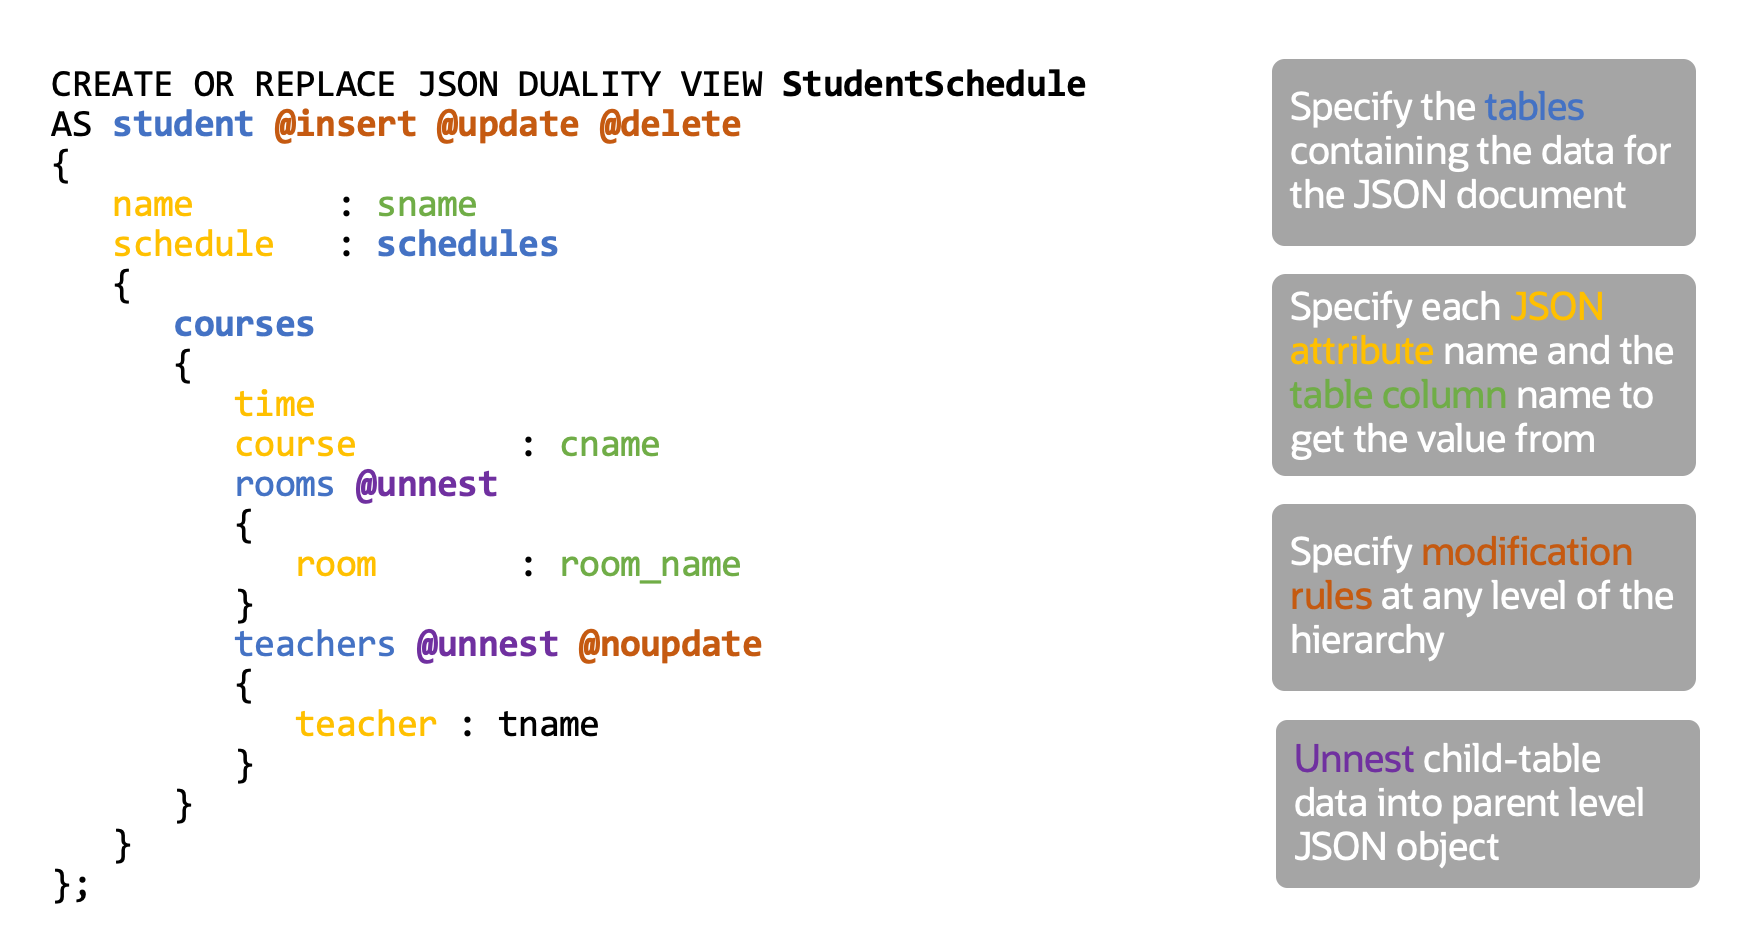 CREATE OR REPLACE JSON DUALITY VIEW StudentSchedule
AS student @insert @update @delete
{
   name       : sname
   schedule   : schedules
   {
      courses
      {
         time
         course        : cname
         rooms @unnest
         {
            room       : room_name
         }
         teachers @unnest @noupdate
         {
            teacher : tname
         }
      }
   }
};
Specify the tables
containing the data for
the JSON document
Specify each JSON
attribute name and the
table column name to
get the value from
Specify modification
rules at any level of the
hierarchy
Unnest child-table
data into parent level
JSON object